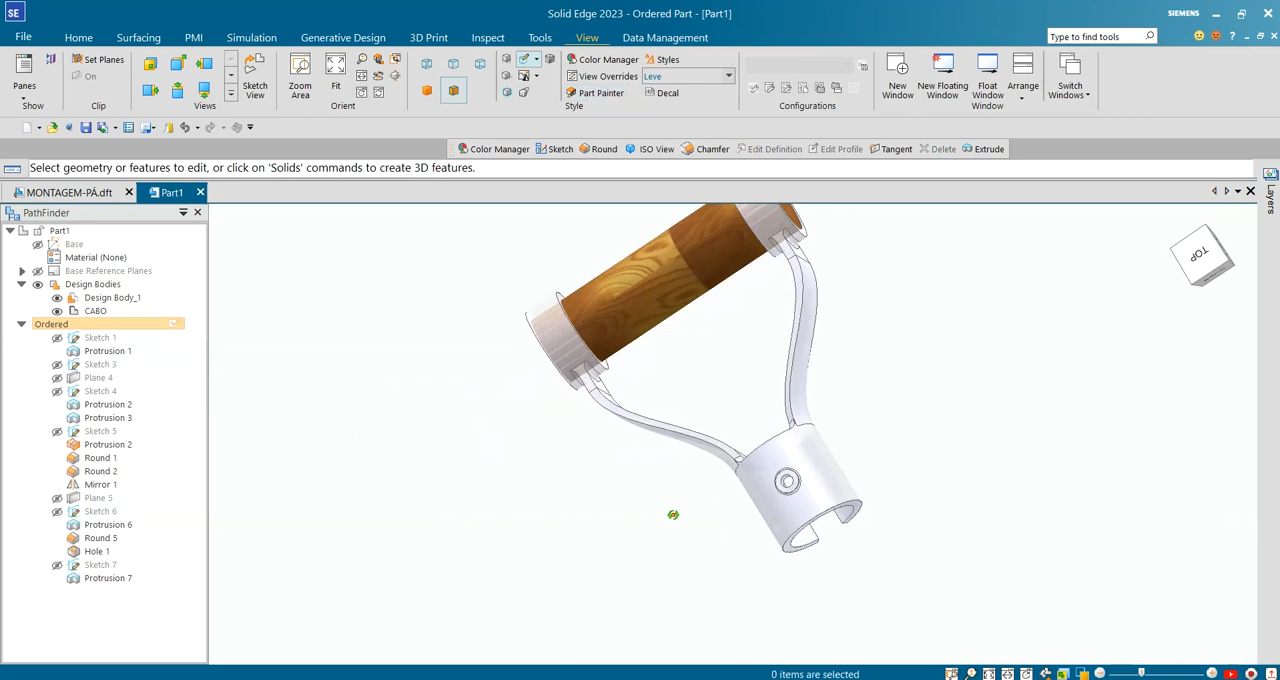 SE
Solid Edge 2023 - Ordered Part - [Part1]
SIEMENS
File
Home
Surfacing
PMI
Simulation
Generative Design
3D Print
Inspect
Tools
View
Data Management
Type to find tools
Panes
Show
Set Planes
On
Clip
Views
Sketch
View
Zoom
Area
Fit
Orient
Color Manager
Styles
View Overrides
Leve
Part Painter
Decal
Style
Configurations
New
Window
New Floating
Window
Float
Window
Arrange
Switch
Windows
Window
Color Manager
Sketch
Round
ISO View
Chamfer
Edit Definition
Edit Profile
Tangent
Delete
Extrude
Select geometry or features to edit, or click on 'Solids' commands to create 3D features.
MONTAGEM-PÁ.dft
Part1
PathFinder
Part1
Base
Material (None)
Base Reference Planes
Design Bodies
Design Body_1
CABO
Ordered
Sketch 1
Protrusion 1
Sketch 3
Plane 4
Sketch 4
Protrusion 2
Protrusion 3
Sketch 5
Protrusion 2
Round 1
Round 2
Mirror 1
Plane 5
Sketch 6
Protrusion 6
Round 5
Hole 1
Sketch 7
Protrusion 7
TOP
Layers
0 items are selected